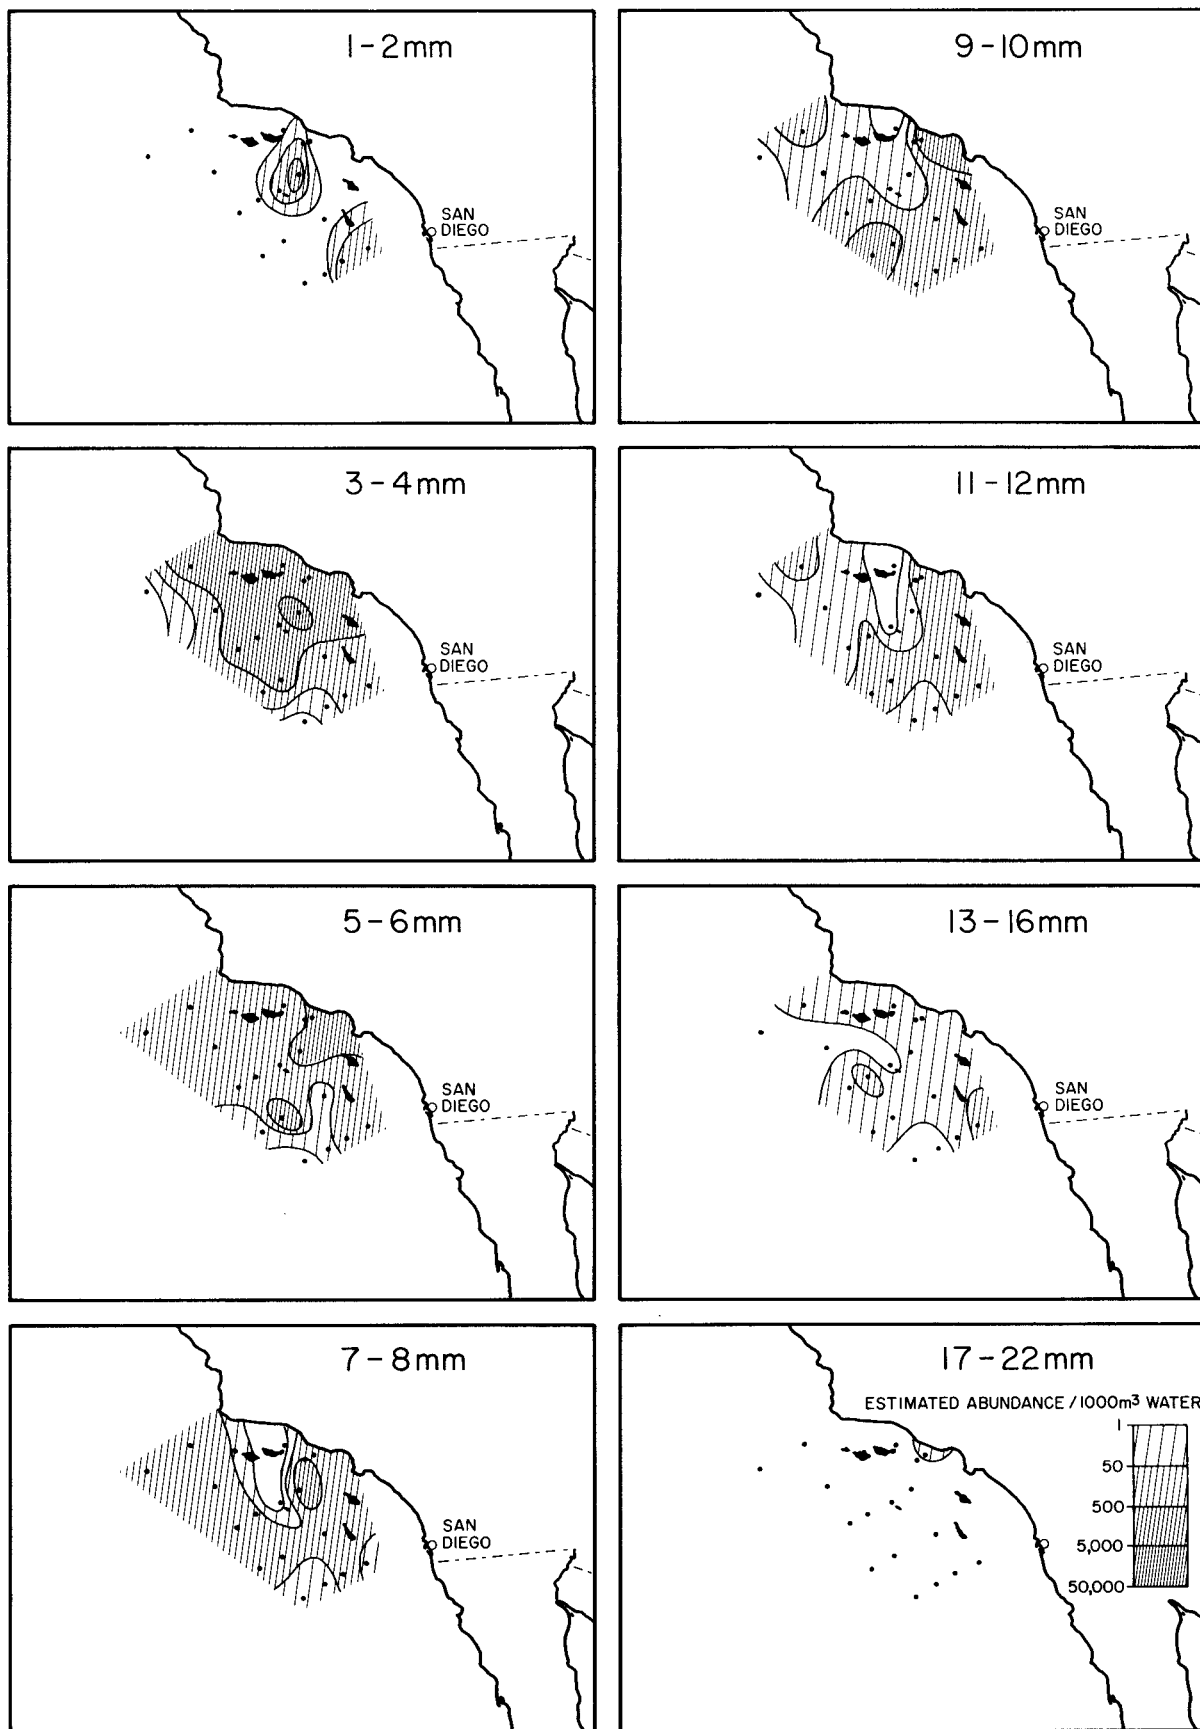 1-2mm
SAN
DIEGO
9-10mm
SAN
DIEGO
3-4mm
SAN
DIEGO
11-12mm
SAN
DIEGO
5-6mm
SAN
DIEGO
13-16mm
SAN
DIEGO
7-8mm
SAN
DIEGO
17-22mm
ESTIMATED ABUNDANCE/1000m³ WATER
1
50
500
5,000
50,000